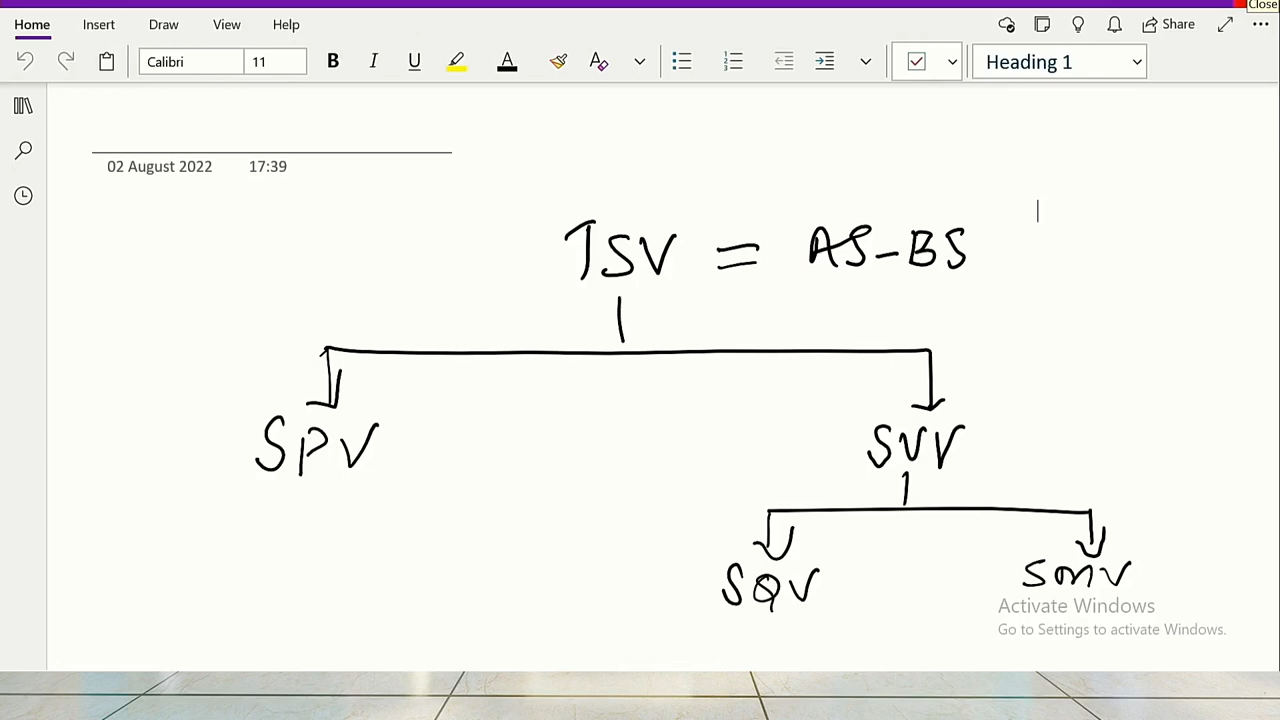 Close
Home Insert Draw View Help Share
Calibri 11 B I U A A Heading 1
02 August 2022 17:39
TSV = AS-BS
SPV SVV
SQV SMV
Activate Windows
Go to Settings to activate Windows.